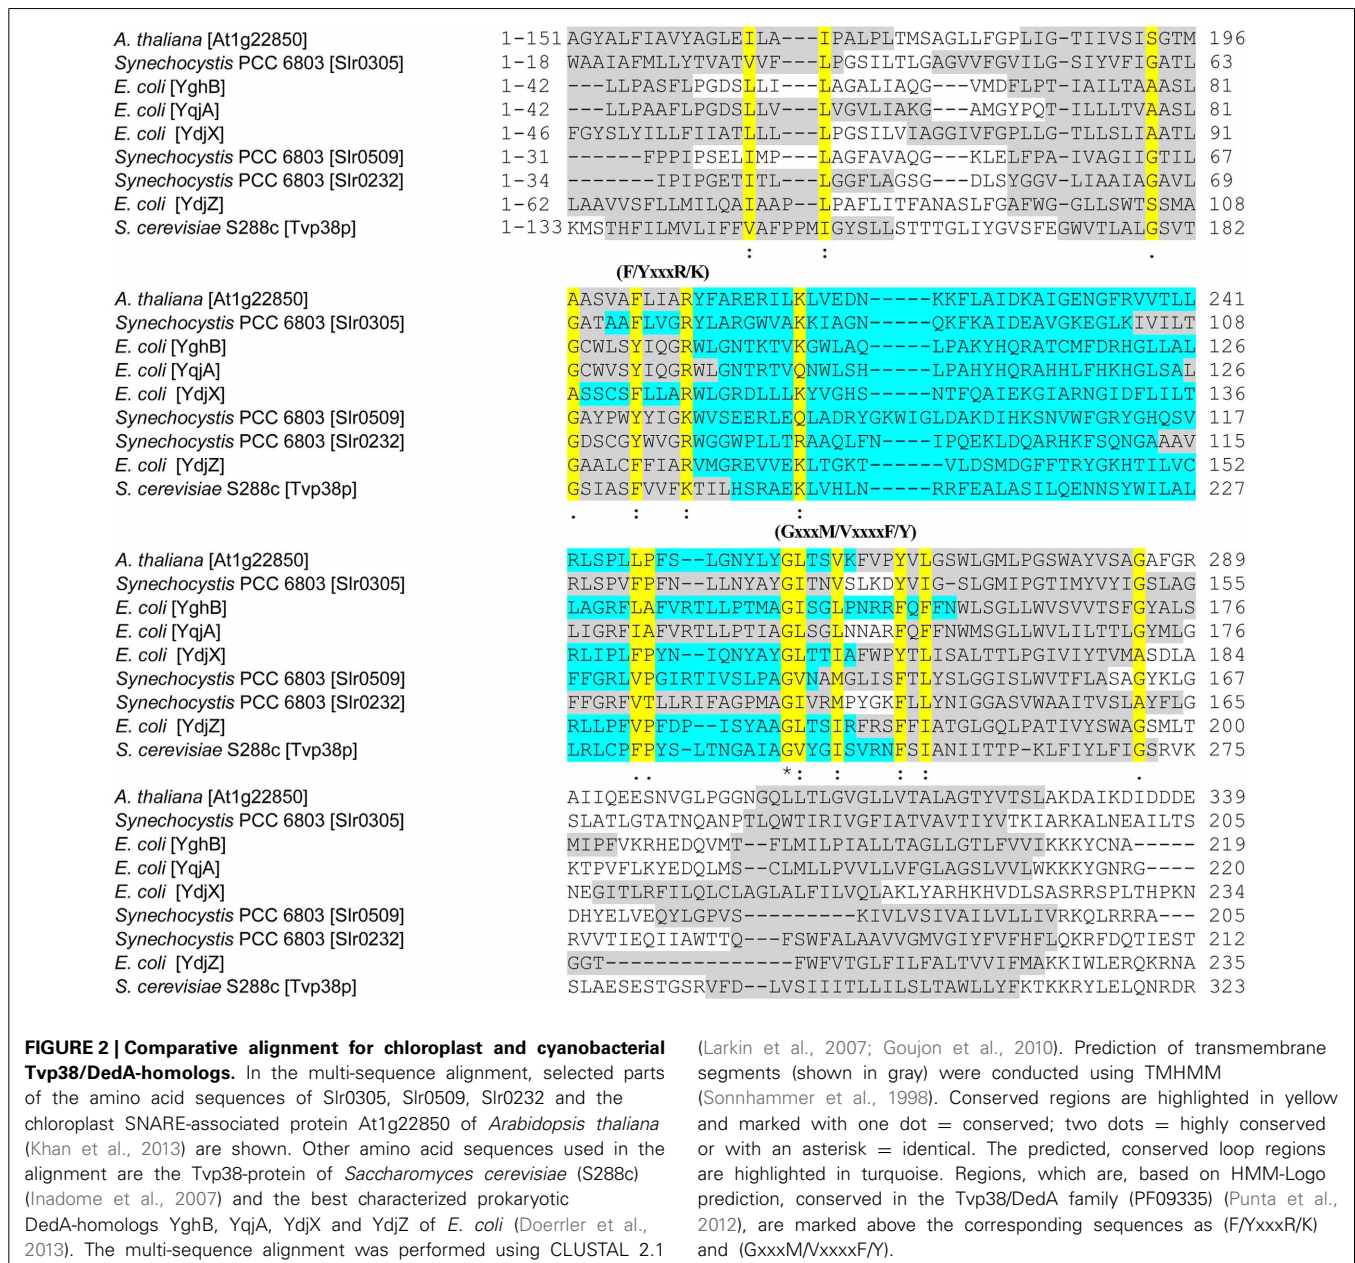 A. thaliana [At1g22850] 1-151 AGYALFIAVYAGLEILA---IPALPLTMSAGLLFGPLIG-TIIVSISGTM 196
Synechocystis PCC 6803 [Slr0305] 1-18 WAAIAFMLLYTVATVVF---LPGSILTLGAGVVFGVILG-SIYVFIGATL 63
E. coli [YghB] 1-42 ---LLPASFLPGDSLLI---LAGALIAQG---VMDFLPT-IAILTAAASL 81
E. coli [YqjA] 1-42 ---LLPAAFLPGDSLLV---LVGVLIAKG---AMGYPQT-ILLLTVAASL 81
E. coli [YdjX] 1-46 FGYSLYILLFIIATLLL---LPGSILVIAGGIVFGPLLG-TLLSLIAATL 91
Synechocystis PCC 6803 [Slr0509] 1-31 ------FPPIPSELIMP---LAGFAVAQG---KLELFPA-IVAGIIGTIL 67
Synechocystis PCC 6803 [Slr0232] 1-34 -------IPIPGETITL---LGGFLAGSG---DLSYGGV-LIAAIAGAVL 69
E. coli [YdjZ] 1-62 LAAVVSFLLMILQAIAAP---LPAFLITFANASLFGAFWG-GLLSWTSSMA 108
S. cerevisiae S288c [Tvp38p] 1-133 KMSTHFILMVLIFFVAFPPMIGYSLLSTTTGLIYGVSFEGWVTLALGSVT 182
: : .
(F/YxxxR/K)
A. thaliana [At1g22850] AASVAFLIARYFARERILKLVEDN-----KKFLAIDKAIGENGFRVVTLL 241
Synechocystis PCC 6803 [Slr0305] GATAAFLVGRYLARGWVAKKIAGN-----QKFKAIDEAVGKEGLKIVILT 108
E. coli [YghB] GCWLSYIQGRWLGNTKTVKGWLAQ-----LPAKYHQRATCMFDRHGLLAL 126
E. coli [YqjA] GCWVSYIQGRWLGNTRTVQNWLSH-----LPAHYHQRAHHLFHKHGLSAL 126
E. coli [YdjX] ASSCSFLLARWLGRDLLLKYVGHS-----NTFQAIEKGIARNGIDFLILT 136
Synechocystis PCC 6803 [Slr0509] GAYPWYYIGKWVSEERLEQLADRYGKWIGLDAKDIHKSNVWFGRYGHQSV 117
Synechocystis PCC 6803 [Slr0232] GDSCGYWVGRWGGWPLLTRAAQLFN-----IPQEKLDQARHKFSQNGAAAV 115
E. coli [YdjZ] GAALCFFIARVMGREVVEKLTGKT------VLDSMDGFFTRYGKHTILVC 152
S. cerevisiae S288c [Tvp38p] GSIASFVVFKTILHSRAEKLVHLN-----RRFEALASILQENNSYWILAL 227
. : : :
(GxxxM/VxxxxF/Y)
A. thaliana [At1g22850] RLSPLLPFS--LGNYLYGLTSVKFVPYVLGSWLGMLPGSWAYVSAGAFGR 289
Synechocystis PCC 6803 [Slr0305] RLSPVFPFN--LLNYAYGITNVSLKDYVIG-SLGMIPGTIMYVYIGSLAG 155
E. coli [YghB] LAGRFLAFVRTLLPTMAGISGLPNRRFQFFNWLSGLLWVSVVTSFGYALS 176
E. coli [YqjA] LIGRFIAFVRTLLPTIAGLSGLNNARFQFFNWMSGLLWVLILTTLGYMLG 176
E. coli [YdjX] RLIPLFPYN--IQNYAYGLTTIAFWPYTLISALTTLPGIVIYTVMASDLA 184
Synechocystis PCC 6803 [Slr0509] FFGRLVPGIRTIVSLPAGVNAMGLISFTLYSLGGISLWVTFLASAGYKLG 167
Synechocystis PCC 6803 [Slr0232] FFGRFVTLLRIFAGPMAGIVRMPYGKFLLYNIGGASVWAAITVSLAYFLG 165
E. coli [YdjZ] RLLPFVPFDP-ISYAAGLTSIRFRSFFIATGLGQLPATIVYSWAGSMLT 200
S. cerevisiae S288c [Tvp38p] LRLCPFPYS-LTNGAIAGVYGISVRNFSIANIITTP-KLFIYLFIGSRVK 275
. . * : : : : .
A. thaliana [At1g22850] AIIQEESNVGLPGGNGQLLTLGVGLLVTALAGTYVTSLAKDAIKDIDDDE 339
Synechocystis PCC 6803 [Slr0305] SLATLGTATNQANPTLQWTIRIVGFIATVAVTIYVTKIARKALNEAILTS 205
E. coli [YghB] MIPFVKRHEDQVMT--FLMILPIALLTAGLLGTLFVVIKKKYCNA----- 219
E. coli [YqjA] KTPVFLKYEDQLMS--CLMLLPVVLLVFGLAGSLVVLWKKKYGNRG---- 220
E. coli [YdjX] NEGITLRFILQLCLAGLALFILVQLAKLYARHKHVDLSASRRSPLTHPKN 234
Synechocystis PCC 6803 [Slr0509] DHYELVEQYLGPVS---------KIVLVSIVAILVLLIVRKQLRRRA--- 205
Synechocystis PCC 6803 [Slr0232] RVVTIEQIIAWTTQ---FSWFALAAVVGMVGIYFVFHFLQKRFDQTIEST 212
E. coli [YdjZ] GGT---------------FWFVTGLFILFALTVVIFMAKKIWLERQKRNA 235
S. cerevisiae S288c [Tvp38p] SLAESESTGSRVFD--LVSIIITLLILSLTAWLLYFKTKKRYLELQNRDR 323
FIGURE 2 | Comparative alignment for chloroplast and cyanobacterial
Tvp38/DedA-homologs. In the multi-sequence alignment, selected parts
of the amino acid sequences of Slr0305, Slr0509, Slr0232 and the
chloroplast SNARE-associated protein At1g22850 of Arabidopsis thaliana
(Khan et al., 2013) are shown. Other amino acid sequences used in the
alignment are the Tvp38-protein of Saccharomyces cerevisiae (S288c)
(Inadome et al., 2007) and the best characterized prokaryotic
DedA-homologs YghB, YqjA, YdjX and YdjZ of E. coli (Doerrler et al.,
2013). The multi-sequence alignment was performed using CLUSTAL 2.1
(Larkin et al., 2007; Goujon et al., 2010). Prediction of transmembrane
segments (shown in gray) were conducted using TMHMM
(Sonnhammer et al., 1998). Conserved regions are highlighted in yellow
and marked with one dot = conserved; two dots = highly conserved
or with an asterisk = identical. The predicted, conserved loop regions
are highlighted in turquoise. Regions, which are, based on HMM-Logo
prediction, conserved in the Tvp38/DedA family (PF09335) (Punta et al.,
2012), are marked above the corresponding sequences as (F/YxxxR/K)
and (GxxxM/VxxxxF/Y).